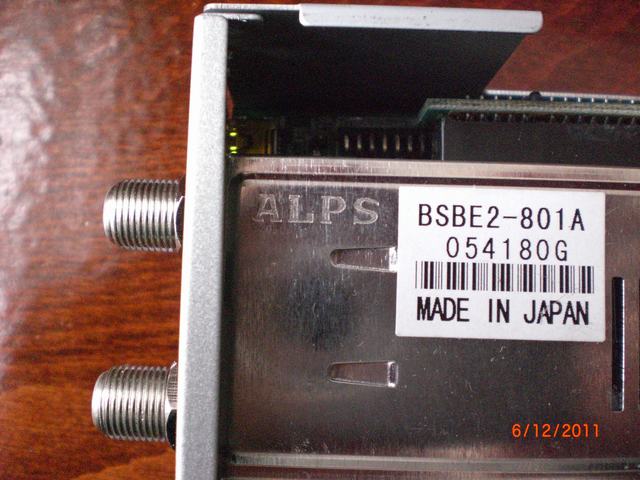 ALPS
BSBE2-801A
054180G
MADE IN JAPAN
6/12/2011